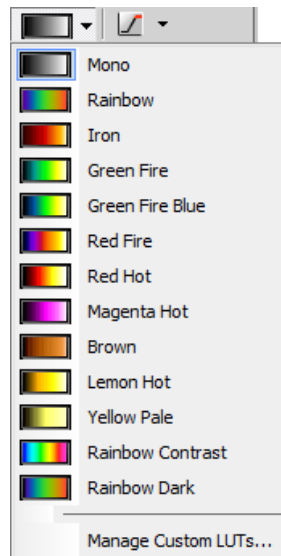 Mono
Rainbow
Iron
Green Fire
Green Fire Blue
Red Fire
Red Hot
Magenta Hot
Brown
Lemon Hot
Yellow Pale
Rainbow Contrast
Rainbow Dark
Manage Custom LUTs...